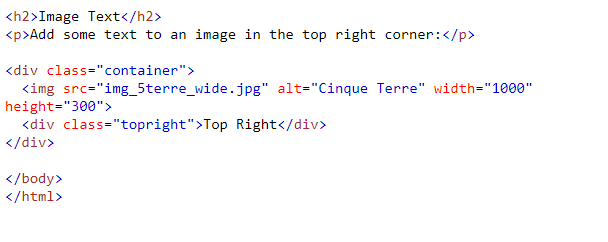 <h2>Image Text</h2>
<p>Add some text to an image in the top right corner:</p>
<div class="container">
<img src="img_5terre_wide.jpg" alt="Cinque Terre" width="1000"
height="300">
<div class="topright">Top Right</div>
</div>
</body>
</html>